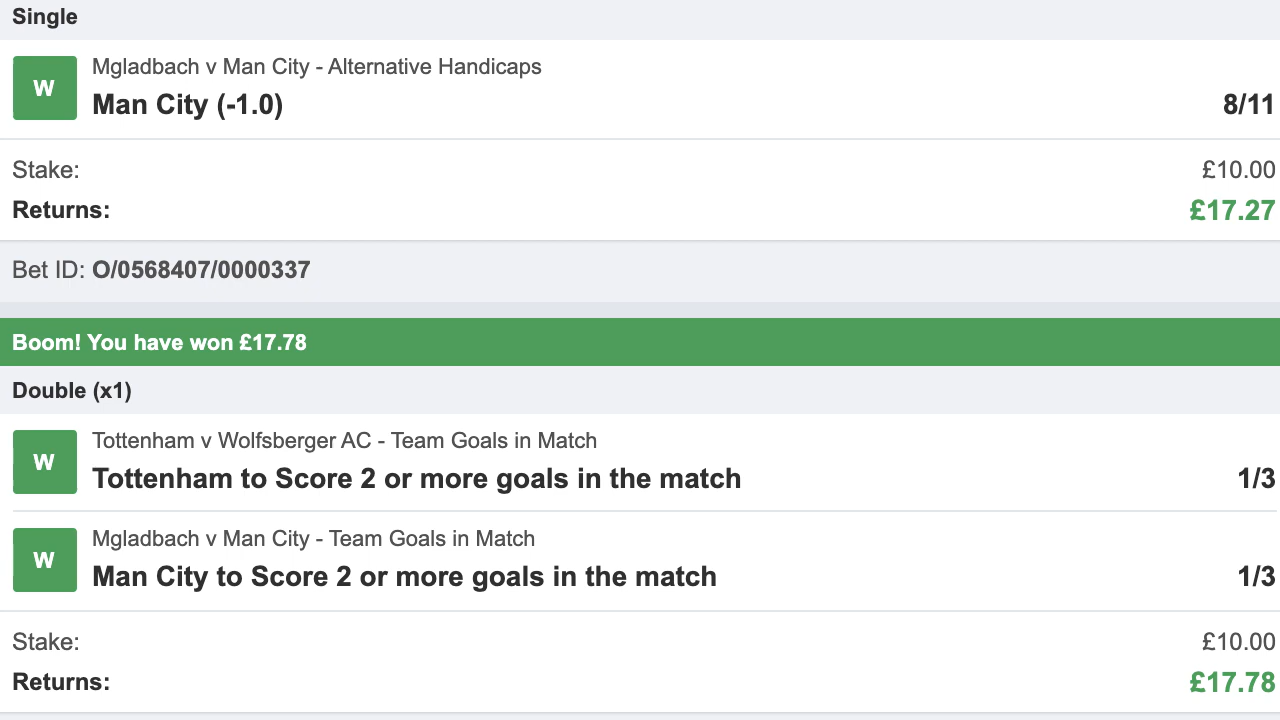 Single
W
Mgladbach v Man City - Alternative Handicaps
Man City (-1.0) 8/11
Stake: £10.00
Returns: £17.27
Bet ID: O/0568407/0000337
Boom! You have won £17.78
Double (x1)
W
Tottenham v Wolfsberger AC - Team Goals in Match
Tottenham to Score 2 or more goals in the match 1/3
W
Mgladbach v Man City - Team Goals in Match
Man City to Score 2 or more goals in the match 1/3
Stake: £10.00
Returns: £17.78